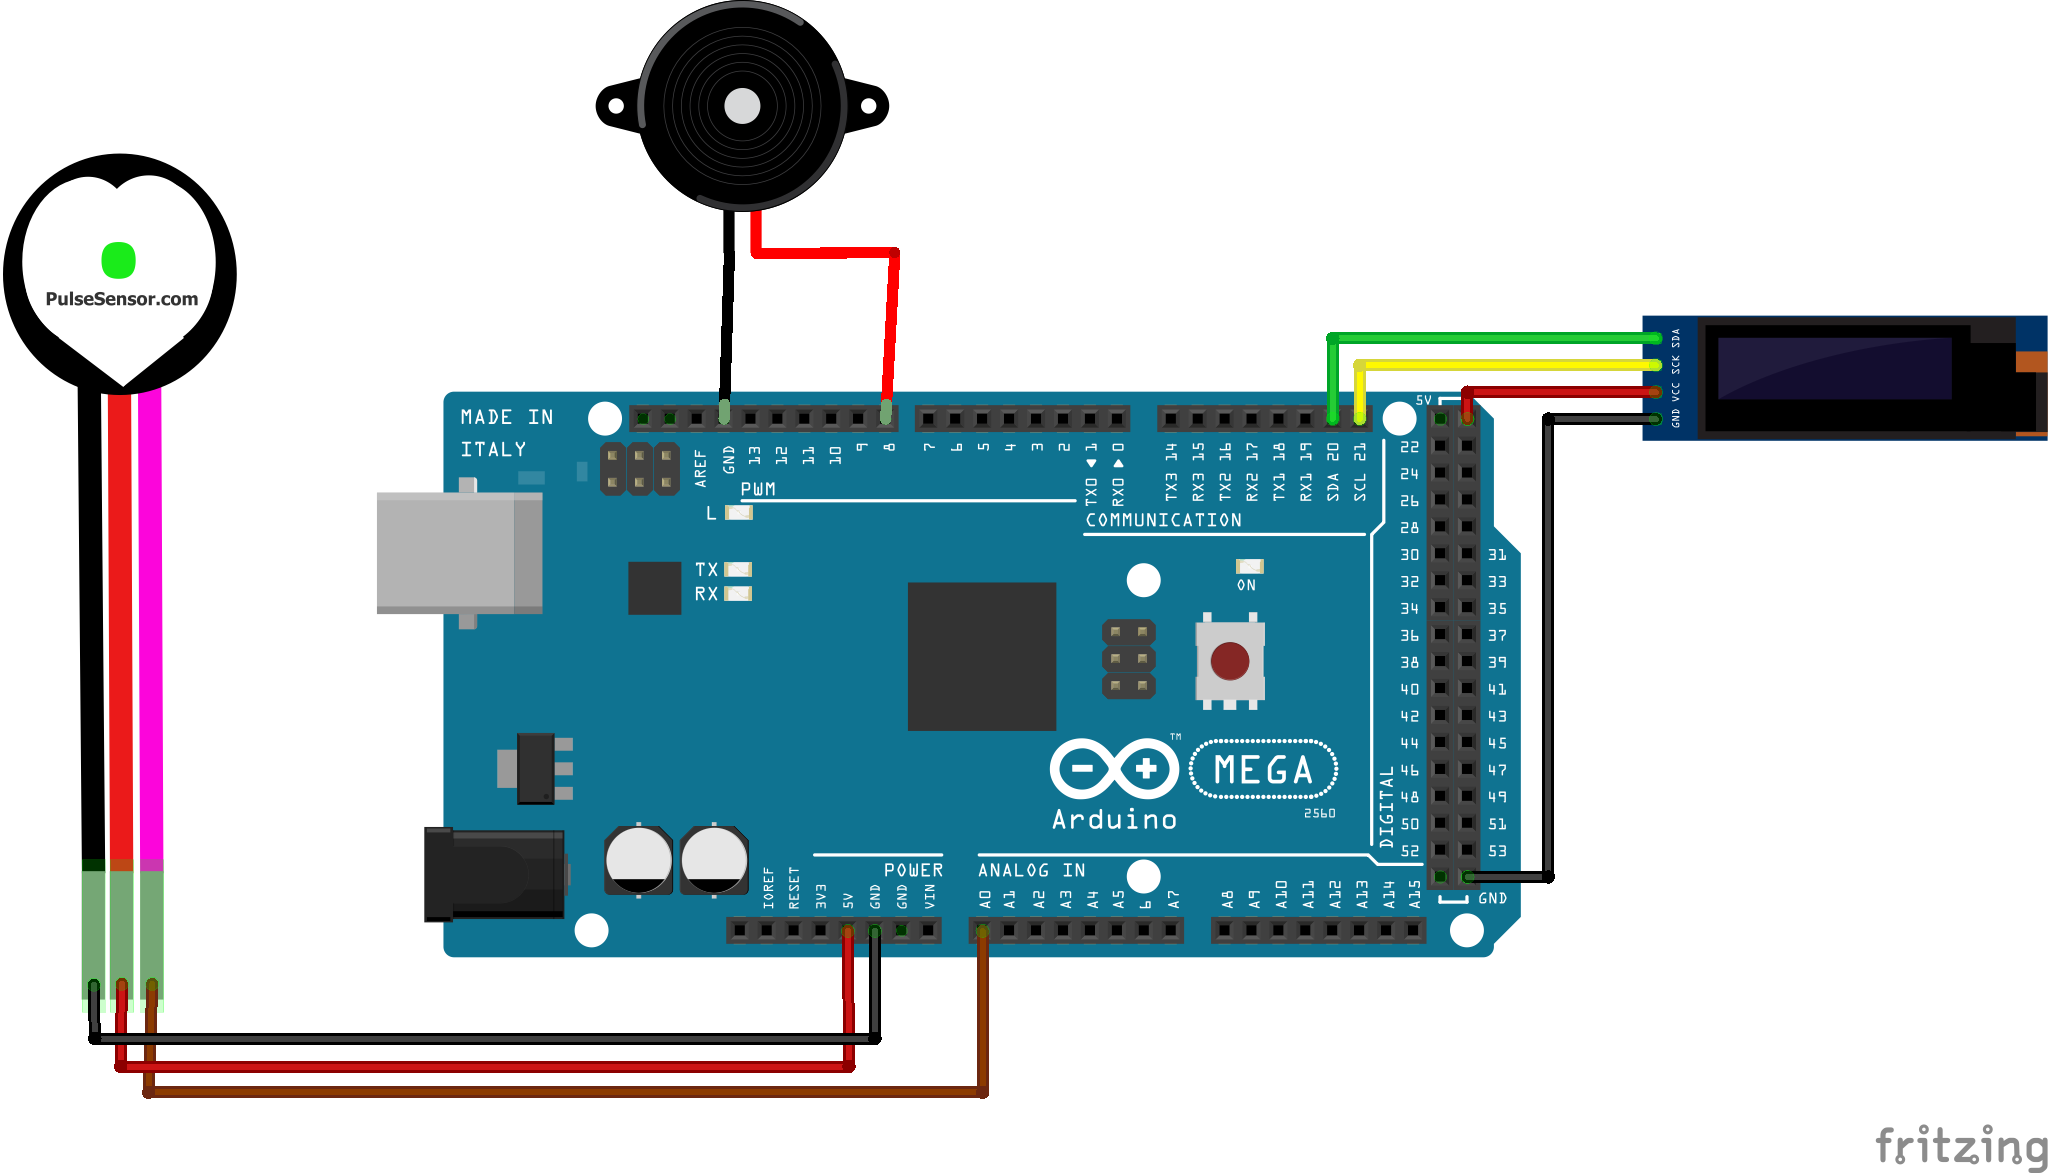 PulseSensor.com
MADE IN
ITALY
AREF
GND
13
12
11
10
9
8
7
6
5
4
3
2
TX0 1
RX0 0
TX3 14
RX3 15
TX2 16
RX2 17
TX1 18
RX1 19
SDA 20
SCL 21
PWM
COMMUNICATION
L
TX
RX
ON
5V
22
24
26
28
30 31
32 33
34 35
36 37
38 39
40 41
42 43
44 45
46 47
48 49
50 51
52 53
GND
DIGITAL
SDA
SCK
VCC
GND
TM
MEGA
2560
Arduino
POWER
ANALOG IN
IOREF
RESET
3V3
5V
GND
GND
VIN
A0
A1
A2
A3
A4
A5
6
A7
A8
A9
A10
A11
A12
A13
A14
A15
fritzing